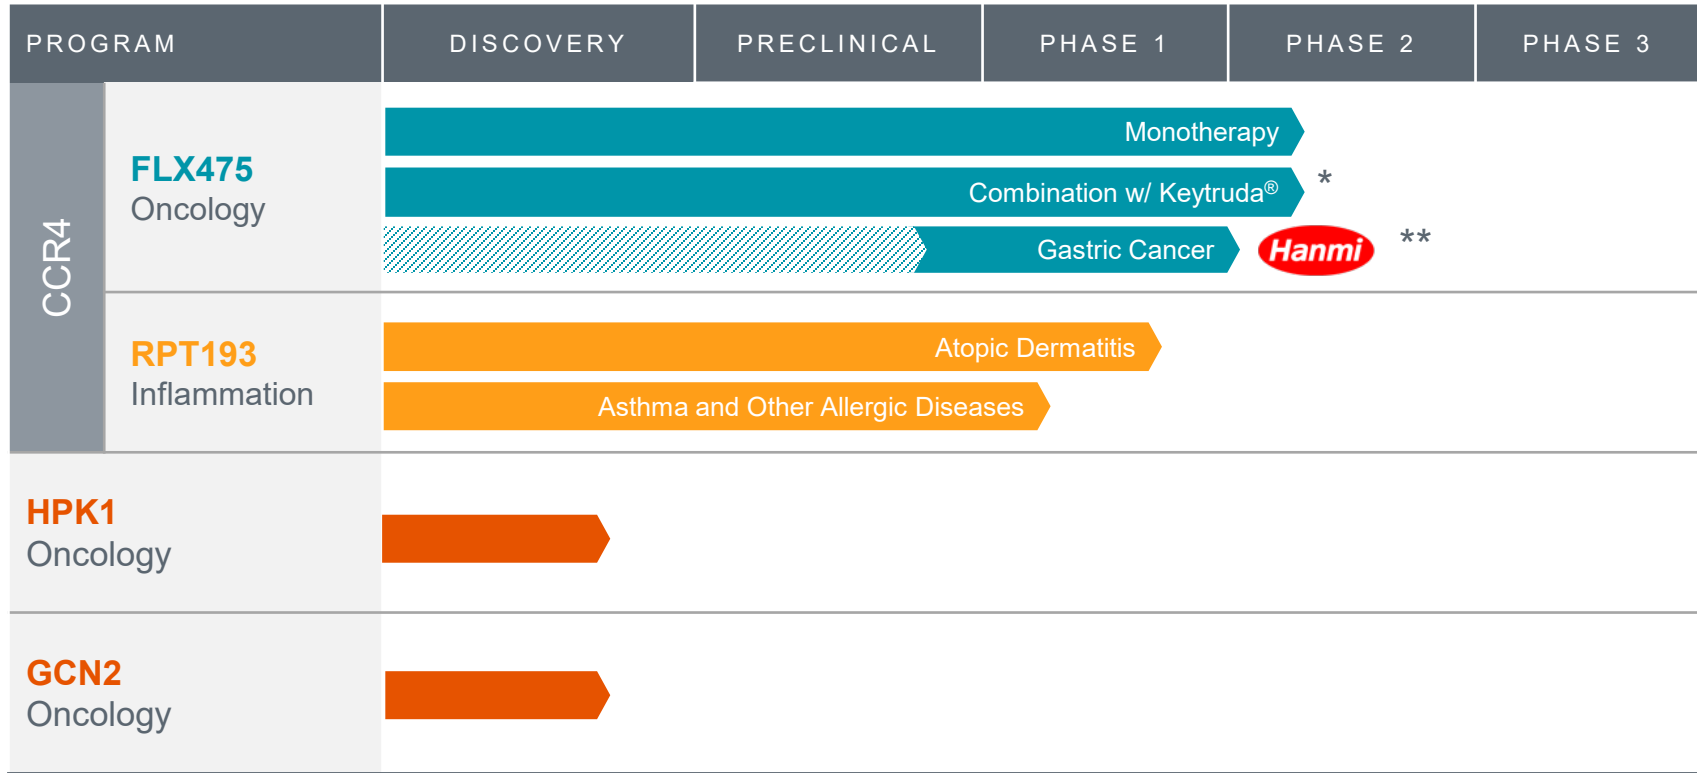 PROGRAM DISCOVERY PRECLINICAL PHASE 1 PHASE 2 PHASE 3
CCR4
FLX475
Oncology
Monotherapy
Combination w/ Keytruda® *
Gastric Cancer Hanmi **
RPT193
Inflammation
Atopic Dermatitis
Asthma and Other Allergic Diseases
HPK1
Oncology
GCN2
Oncology